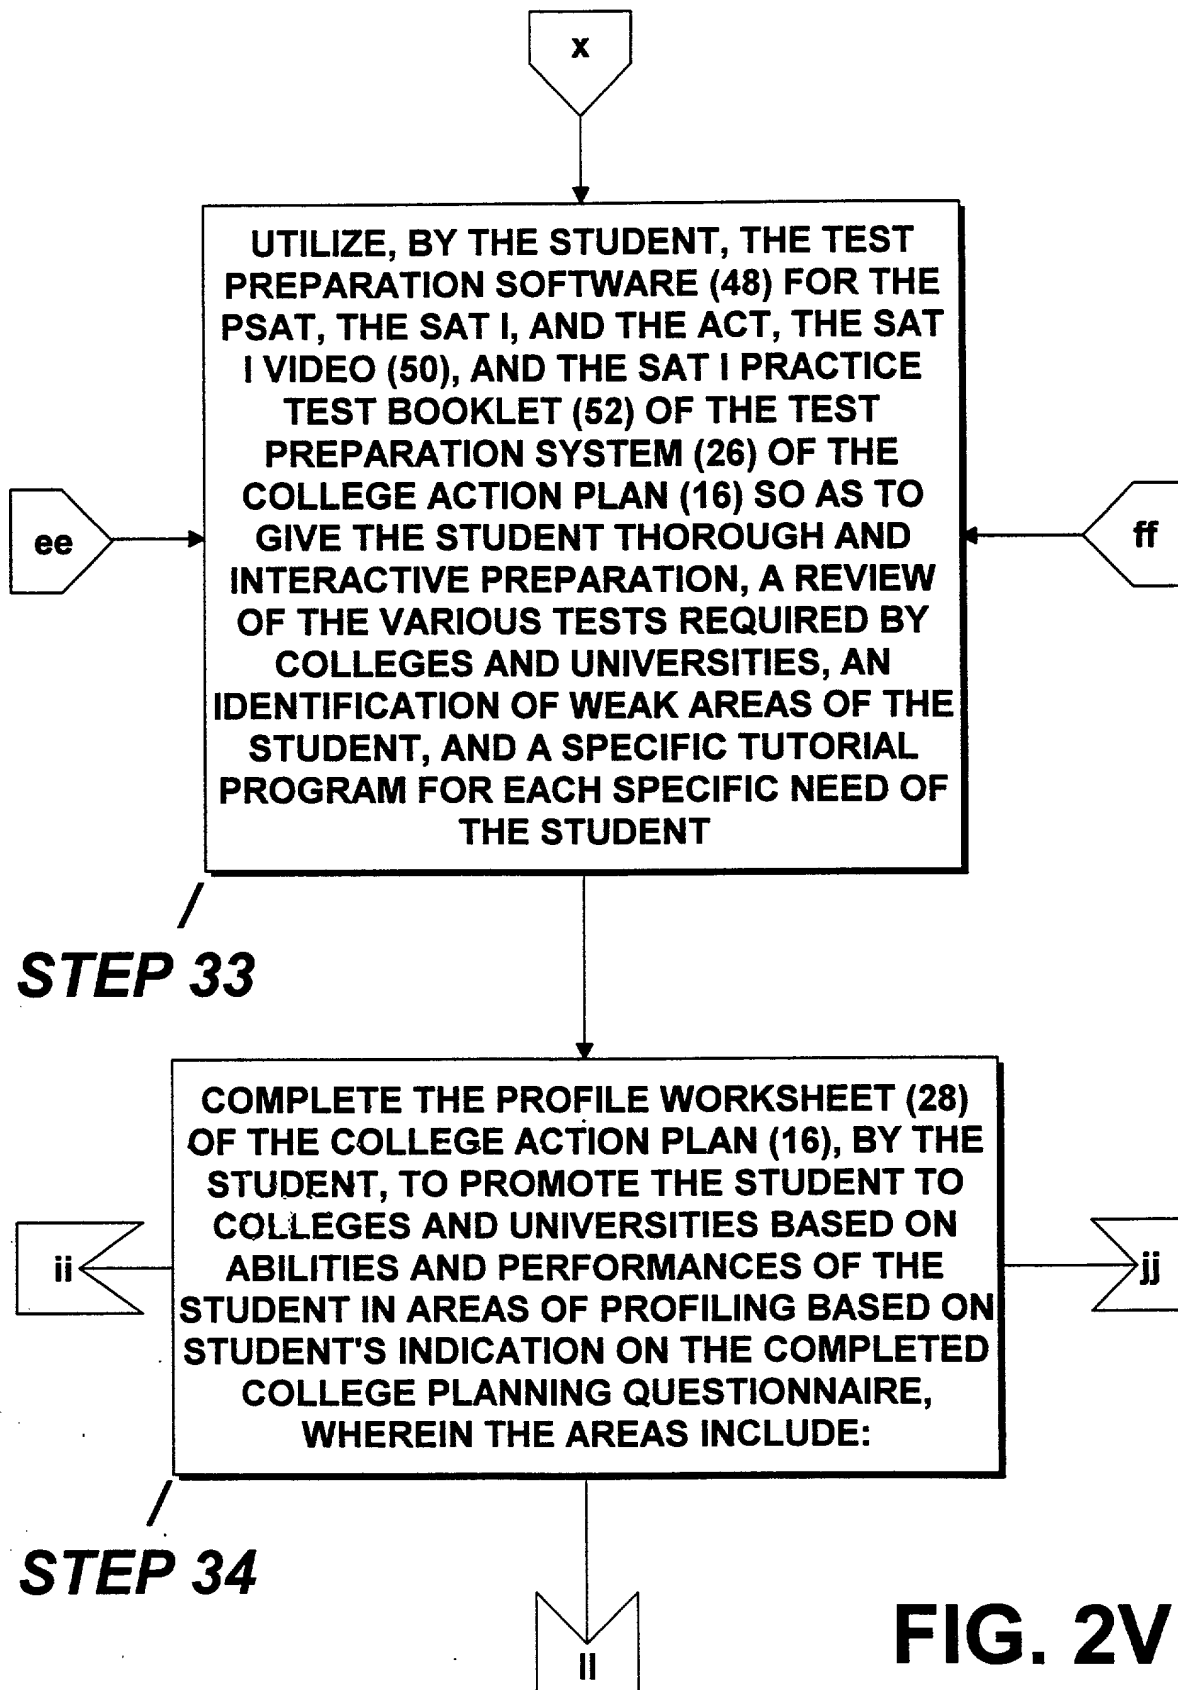 x
UTILIZE, BY THE STUDENT, THE TEST
PREPARATION SOFTWARE (48) FOR THE
PSAT, THE SAT I, AND THE ACT, THE SAT
I VIDEO (50), AND THE SAT I PRACTICE
TEST BOOKLET (52) OF THE TEST
PREPARATION SYSTEM (26) OF THE
COLLEGE ACTION PLAN (16) SO AS TO
GIVE THE STUDENT THOROUGH AND
INTERACTIVE PREPARATION, A REVIEW
OF THE VARIOUS TESTS REQUIRED BY
COLLEGES AND UNIVERSITIES, AN
IDENTIFICATION OF WEAK AREAS OF THE
STUDENT, AND A SPECIFIC TUTORIAL
PROGRAM FOR EACH SPECIFIC NEED OF
THE STUDENT
ee
ff
STEP 33
COMPLETE THE PROFILE WORKSHEET (28)
OF THE COLLEGE ACTION PLAN (16), BY THE
STUDENT, TO PROMOTE THE STUDENT TO
COLLEGES AND UNIVERSITIES BASED ON
ABILITIES AND PERFORMANCES OF THE
STUDENT IN AREAS OF PROFILING BASED ON
STUDENT'S INDICATION ON THE COMPLETED
COLLEGE PLANNING QUESTIONNAIRE,
WHEREIN THE AREAS INCLUDE:
ii
jj
STEP 34
ll
FIG. 2V